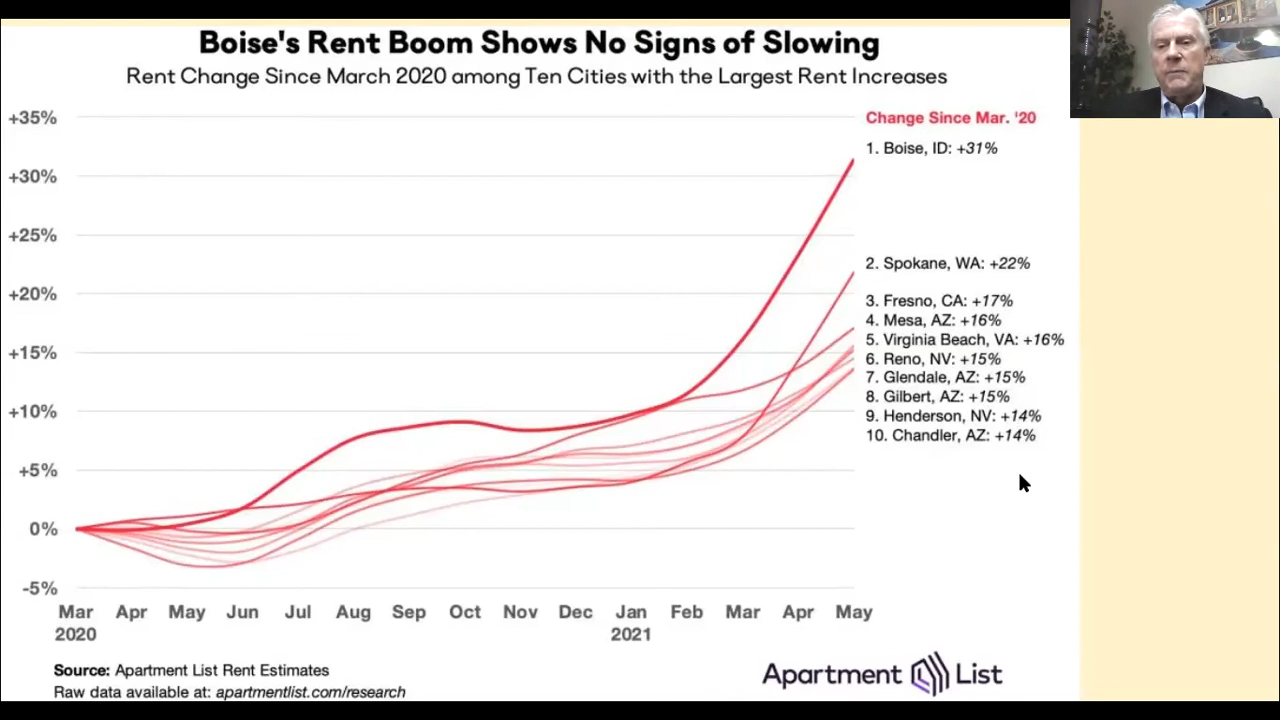 Boise's Rent Boom Shows No Signs of Slowing
Rent Change Since March 2020 among Ten Cities with the Largest Rent Increases
+35%
+30%
+25%
+20%
+15%
+10%
+5%
0%
-5%
Change Since Mar. '20
1. Boise, ID: +31%
2. Spokane, WA: +22%
3. Fresno, CA: +17%
4. Mesa, AZ: +16%
5. Virginia Beach, VA: +16%
6. Reno, NV: +15%
7. Glendale, AZ: +15%
8. Gilbert, AZ: +15%
9. Henderson, NV: +14%
10. Chandler, AZ: +14%
Mar Apr May Jun Jul Aug Sep Oct Nov Dec Jan Feb Mar Apr May
2020 2021
Source: Apartment List Rent Estimates
Raw data available at: apartmentlist.com/research
Apartment List